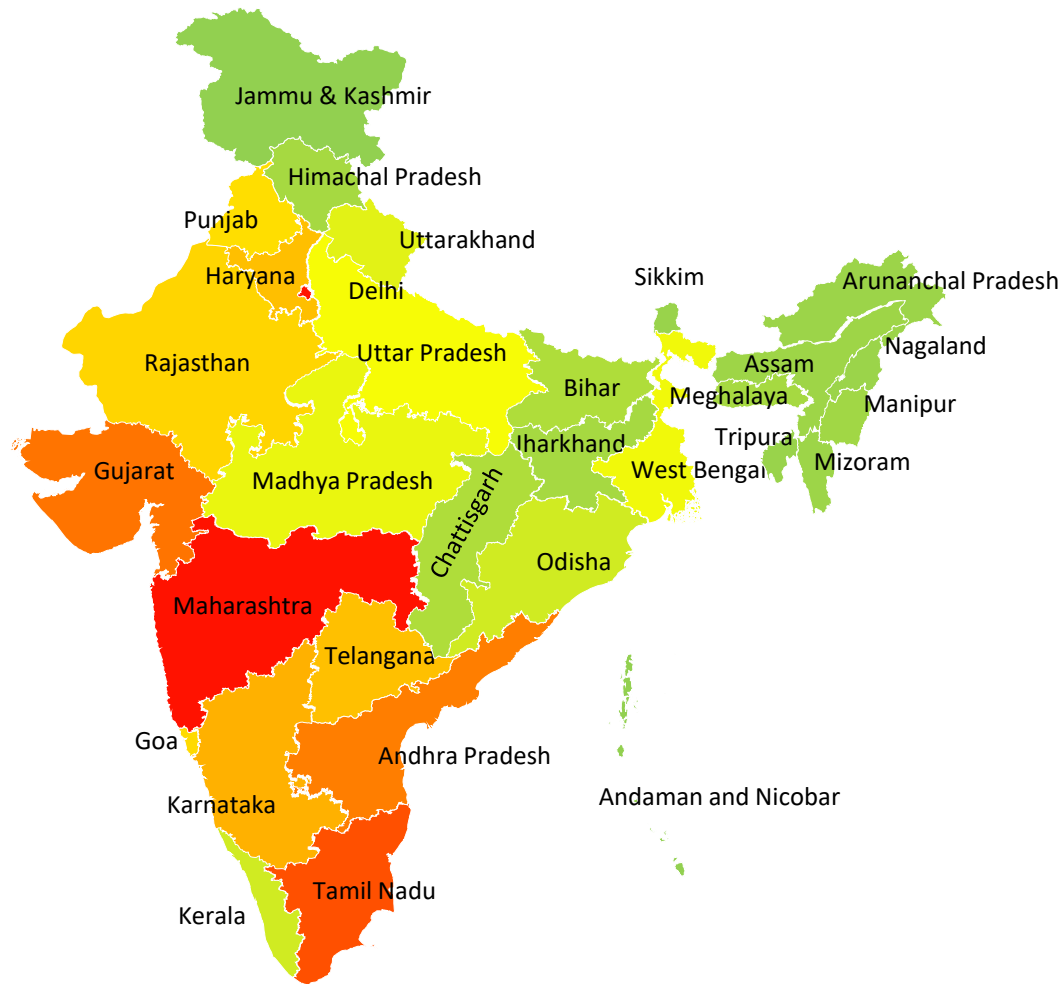 Jammu & Kashmir
Himachal Pradesh
Punjab
Uttarakhand
Haryana
Sikkim
Arunanchal Pradesh
Delhi
Nagaland
Uttar Pradesh
Rajasthan
Assam
Bihar
Meghalaya
Manipur
Tripura
Iharkhand
Mizoram
Gujarat
West Bengal
Madhya Pradesh
Chattisgarh
Odisha
Maharashtra
Telangana
Goa
Andhra Pradesh
Andaman and Nicobar
Karnataka
Tamil Nadu
Kerala